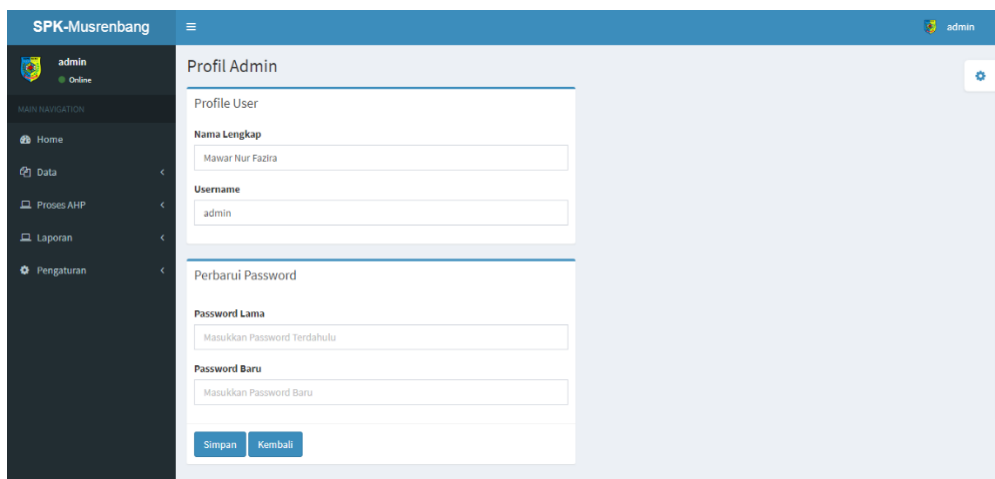 SPK-Musrenbang
admin
admin
Online
MAIN NAVIGATION
Home
Data
Proses AHP
Laporan
Pengaturan
Profil Admin
Profile User
Nama Lengkap
Mawar Nur Fazira
Username
admin
Perbarui Password
Password Lama
Masukkan Password Terdahulu
Password Baru
Masukkan Password Baru
Simpan Kembali